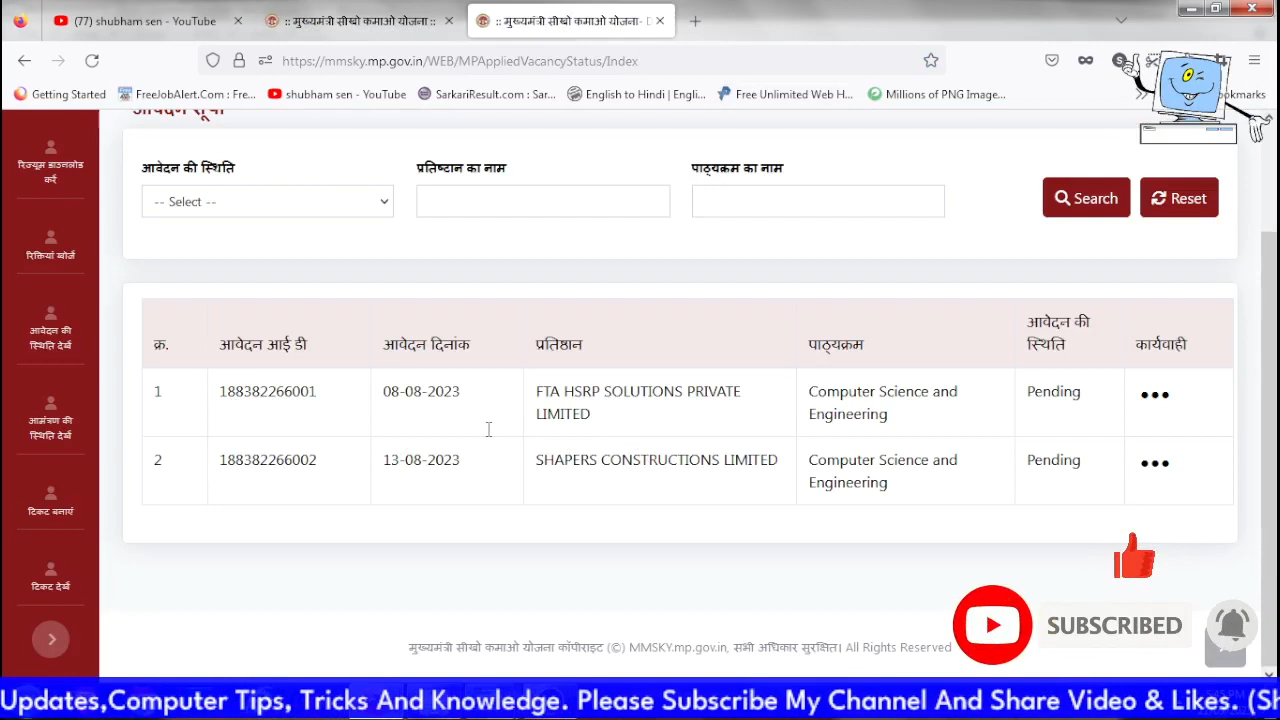 (77) shubham sen - YouTube
:: मुख्यमंत्री सीखो कमाओ योजना ::
:: मुख्यमंत्री सीखो कमाओ योजना- D
https://mmsky.mp.gov.in/WEB/MPAppliedVacancyStatus/Index
Getting Started
FreeJobAlert.Com : Fre...
shubham sen - YouTube
SarkariResult.com : Sar...
English to Hindi | Engli...
Free Unlimited Web H...
Millions of PNG Image...
आवेदन सूची
रिज्यूम डाउनलोड
करें
रिक्तियां खोजें
आवेदन की
स्थिति देखें
आमंत्रण की
स्थिति देखें
टिकट बनाएं
टिकट देखें
आवेदन की स्थिति
प्रतिष्टान का नाम
पाठ्यक्रम का नाम
-- Select --
Search
Reset
क्र. आवेदन आई डी आवेदन दिनांक प्रतिष्ठान पाठ्यक्रम आवेदन की स्थिति कार्यवाही
1 188382266001 08-08-2023 FTA HSRP SOLUTIONS PRIVATE LIMITED Computer Science and Engineering Pending •••
2 188382266002 13-08-2023 SHAPERS CONSTRUCTIONS LIMITED Computer Science and Engineering Pending •••
SUBSCRIBED
मुख्यमंत्री सीखो कमाओ योजना कॉपीराइट (©) MMSKY.mp.gov.in, सभी अधिकार सुरक्षित। All Rights Reserved
Updates,Computer Tips, Tricks And Knowledge. Please Subscribe My Channel And Share Video & Likes. (Sh